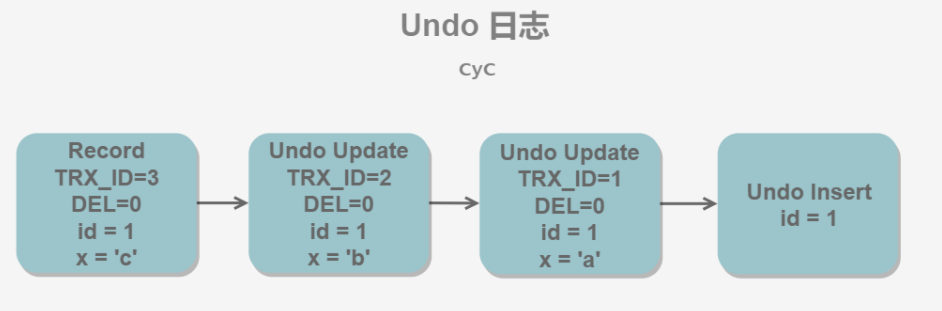 Undo 日志
CyC
Record
TRX_ID=3
DEL=0
id = 1
x = 'c'
Undo Update
TRX_ID=2
DEL=0
id = 1
x = 'b'
Undo Update
TRX_ID=1
DEL=0
id = 1
x = 'a'
Undo Insert
id = 1